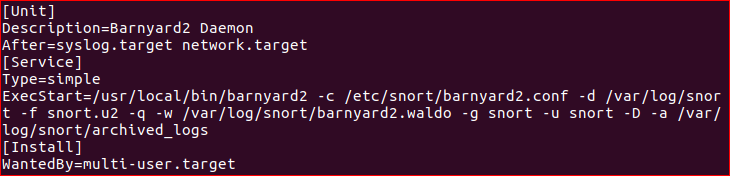 [Unit]
Description=Barnyard2 Daemon
After=syslog.target network.target
[Service]
Type=simple
ExecStart=/usr/local/bin/barnyard2 -c /etc/snort/barnyard2.conf -d /var/log/snor
t -f snort.u2 -q -w /var/log/snort/barnyard2.waldo -g snort -u snort -D -a /var/
log/snort/archived_logs
[Install]
WantedBy=multi-user.target